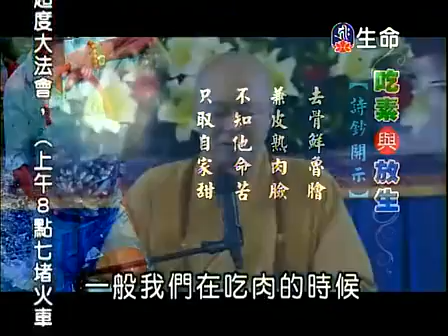 生命
吃素與放生
【詩鈔開示】
去骨鮮魯膾
兼皮熟肉臉
不知他命苦
只取自家甜
超度大法會，（上午8點七堵火車
一般我們在吃肉的時候